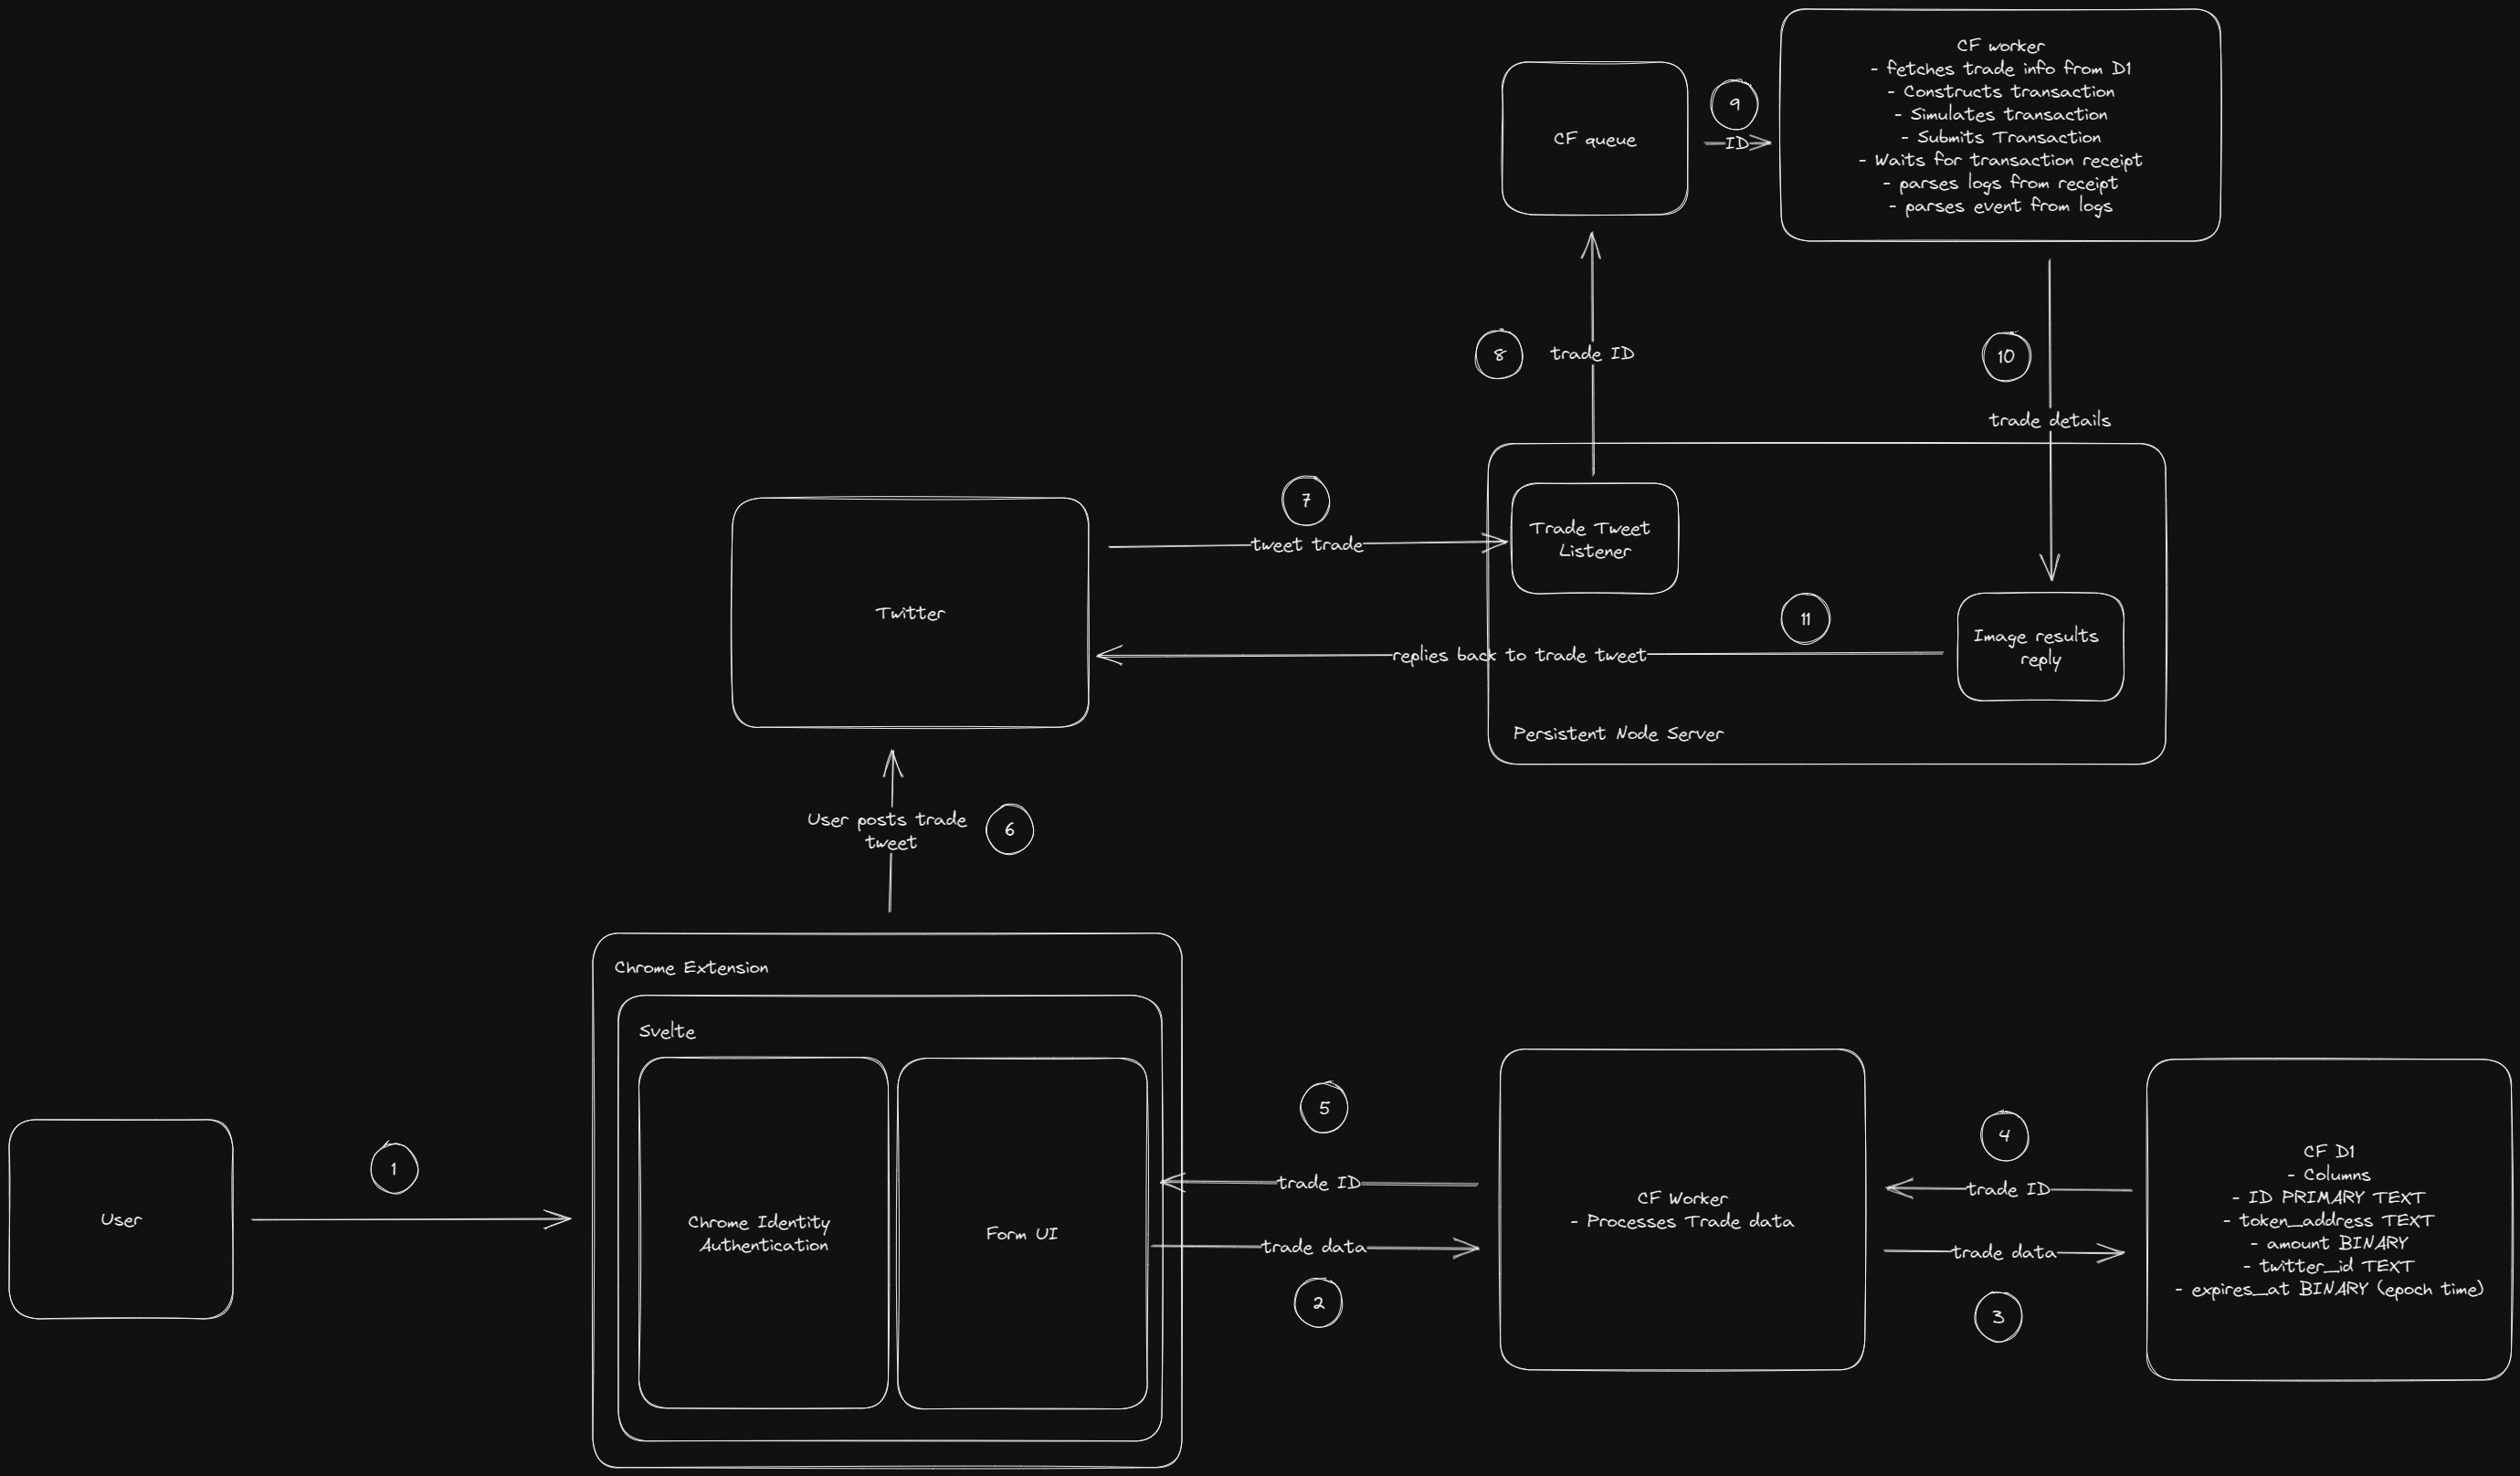 CF worker
- fetches trade info from D1
- Constructs transaction
- Simulates transaction
- Submits Transaction
- Waits for transaction receipt
- parses logs from receipt
- parses event from logs
CF queue
9
ID
8
trade ID
10
trade details
7
tweet trade
Trade Tweet
Listener
Twitter
11
replies back to trade tweet
Image results
reply
Persistent Node Server
User posts trade
tweet
6
Chrome Extension
Svelte
Chrome Identity
Authentication
Form UI
User
1
5
trade ID
trade data
2
CF Worker
- Processes Trade data
4
trade ID
trade data
3
CF D1
- Columns
- ID PRIMARY TEXT
- token_address TEXT
- amount BINARY
- twitter_id TEXT
- expires_at BINARY (epoch time)